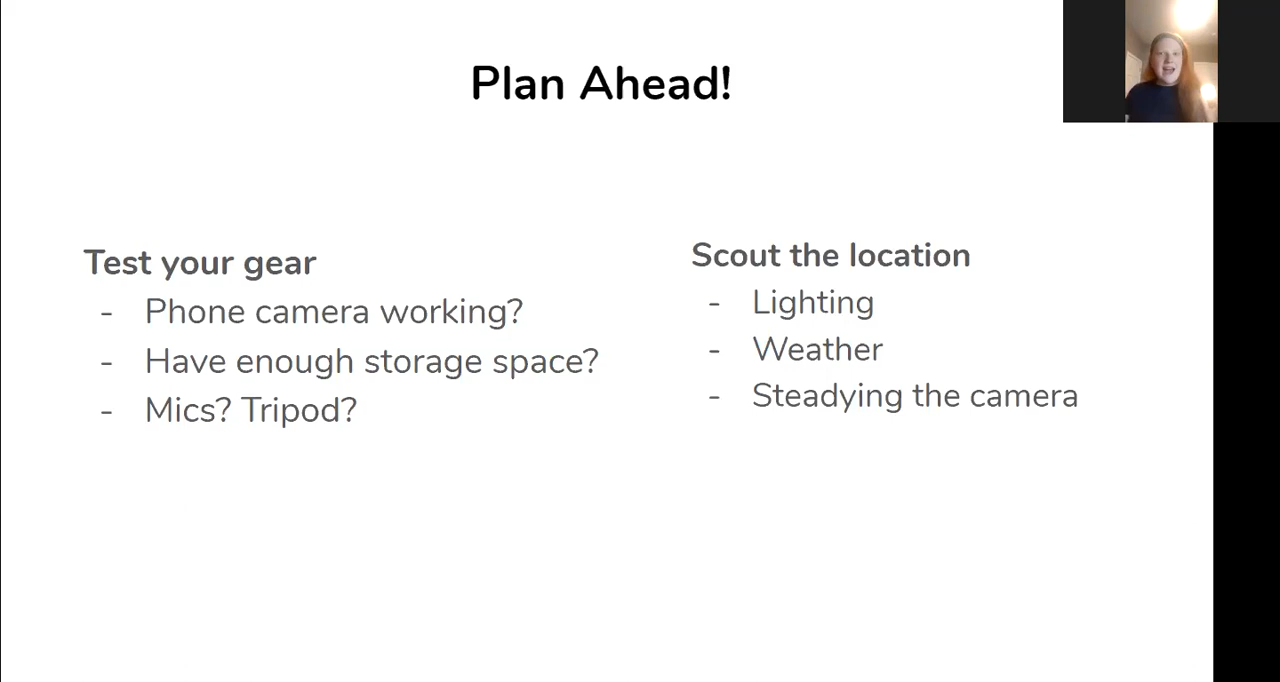 Plan Ahead!
Test your gear
- Phone camera working?
- Have enough storage space?
- Mics? Tripod?
Scout the location
- Lighting
- Weather
- Steadying the camera